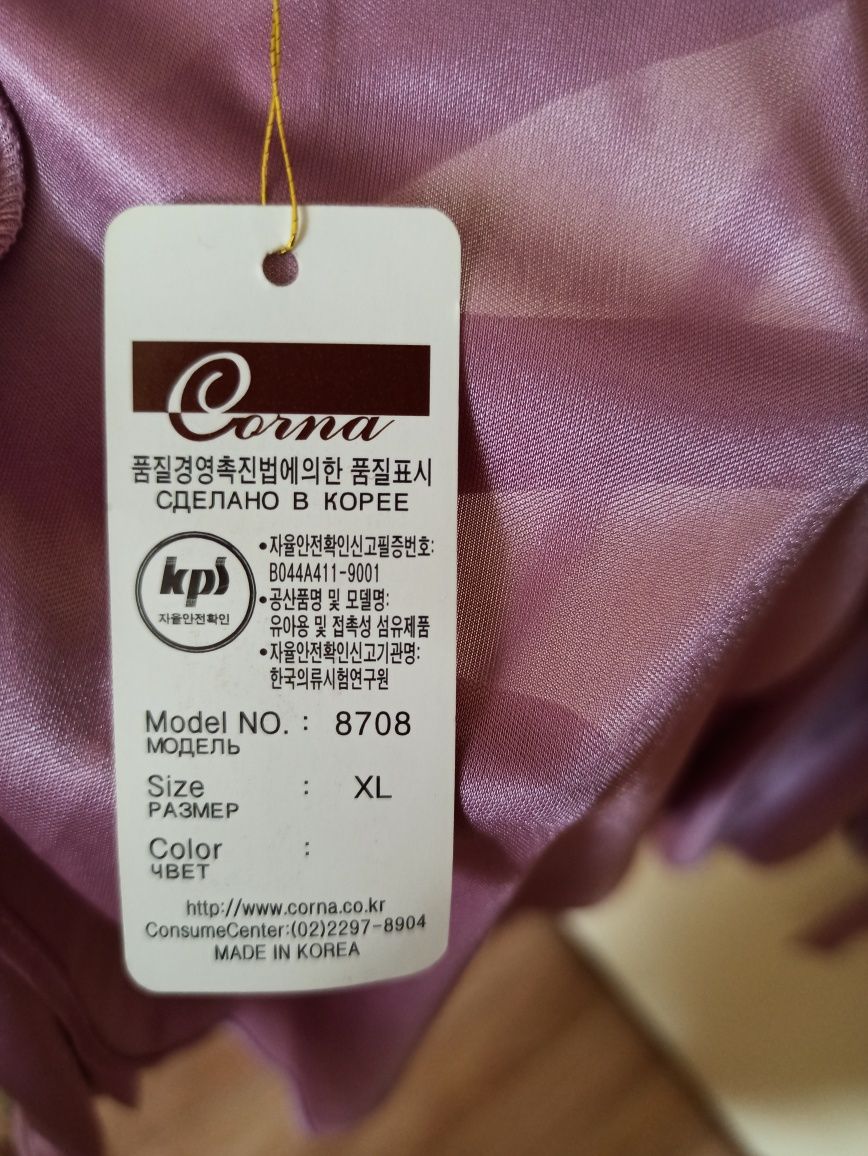 Corna
품질경영촉진법에의한 품질표시
СДЕЛАНО В КОРЕЕ
kps
자율안전확인
•자율안전확인신고필증번호:
B044A411-9001
•공산품명 및 모델명:
유아용 및 접촉성 섬유제품
•자율안전확인신고기관명:
한국의류시험연구원
Model NO. : 8708
МОДЕЛЬ
Size : XL
РАЗМЕР
Color :
ЧВЕТ
http://www.corna.co.kr
ConsumeCenter:(02)2297-8904
MADE IN KOREA